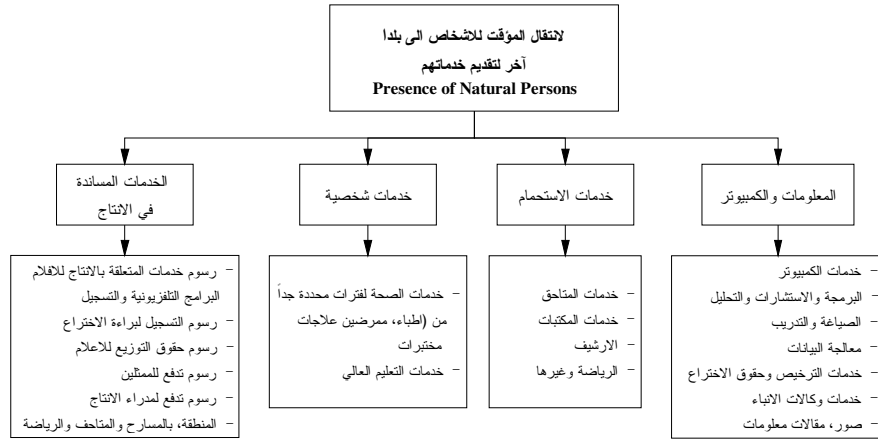 لانتقال المؤقت للاشخاص الى بلداً
آخر لتقديم خدماتهم
Presence of Natural Persons
المعلومات والكمبيوتر
خدمات الاستحمام
خدمات شخصية
الخدمات المساندة
في الانتاج
- خدمات الكمبيوتر
- البرمجة والاستشارات والتحليل
- الصياغة والتدريب
- معالجة البيانات
- خدمات الترخيص وحقوق الاختراع
- خدمات وكالات الانباء
- صور، مقالات معلومات
- خدمات المتاحق
- خدمات المكتبات
- الارشيف
- الرياضة وغيرها
- خدمات الصحة لفترات محددة جداً
من (اطباء، ممرضين علاجات
مختبرات
- خدمات التعليم العالي
- رسوم خدمات المتعلقة بالانتاج للافلام
البرامج التلفزيونية والتسجيل
- رسوم التسجيل لبراءة الاختراع
- رسوم حقوق التوزيع للاعلام
- رسوم تدفع للممثلين
- رسوم تدفع لمدراء الانتاج
- المنطقة، بالمسارح والمتاحف والرياضة